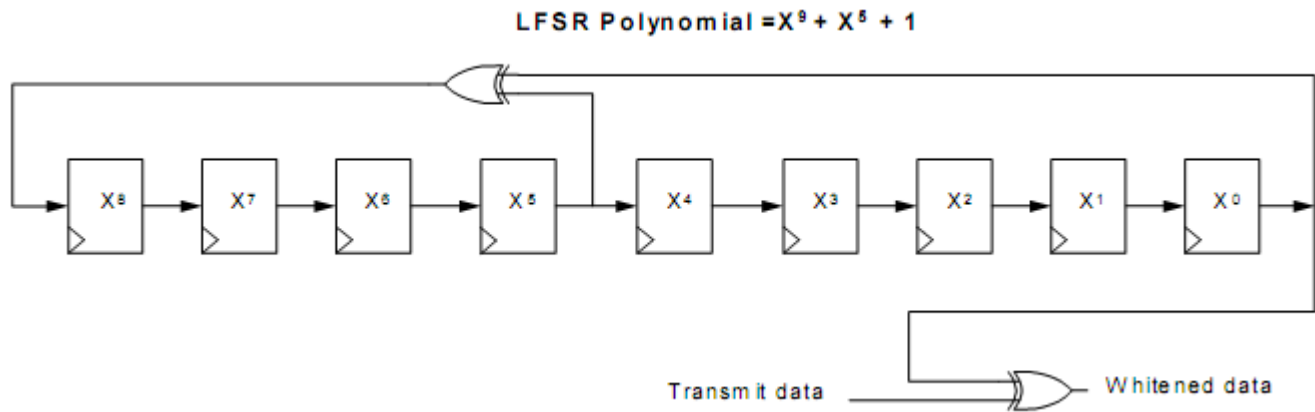 LFSR Polynomial =X⁹ + X⁵ + 1
X⁸ X⁷ X⁶ X⁵ X⁴ X³ X² X¹ X⁰
Transmit data
Whitened data